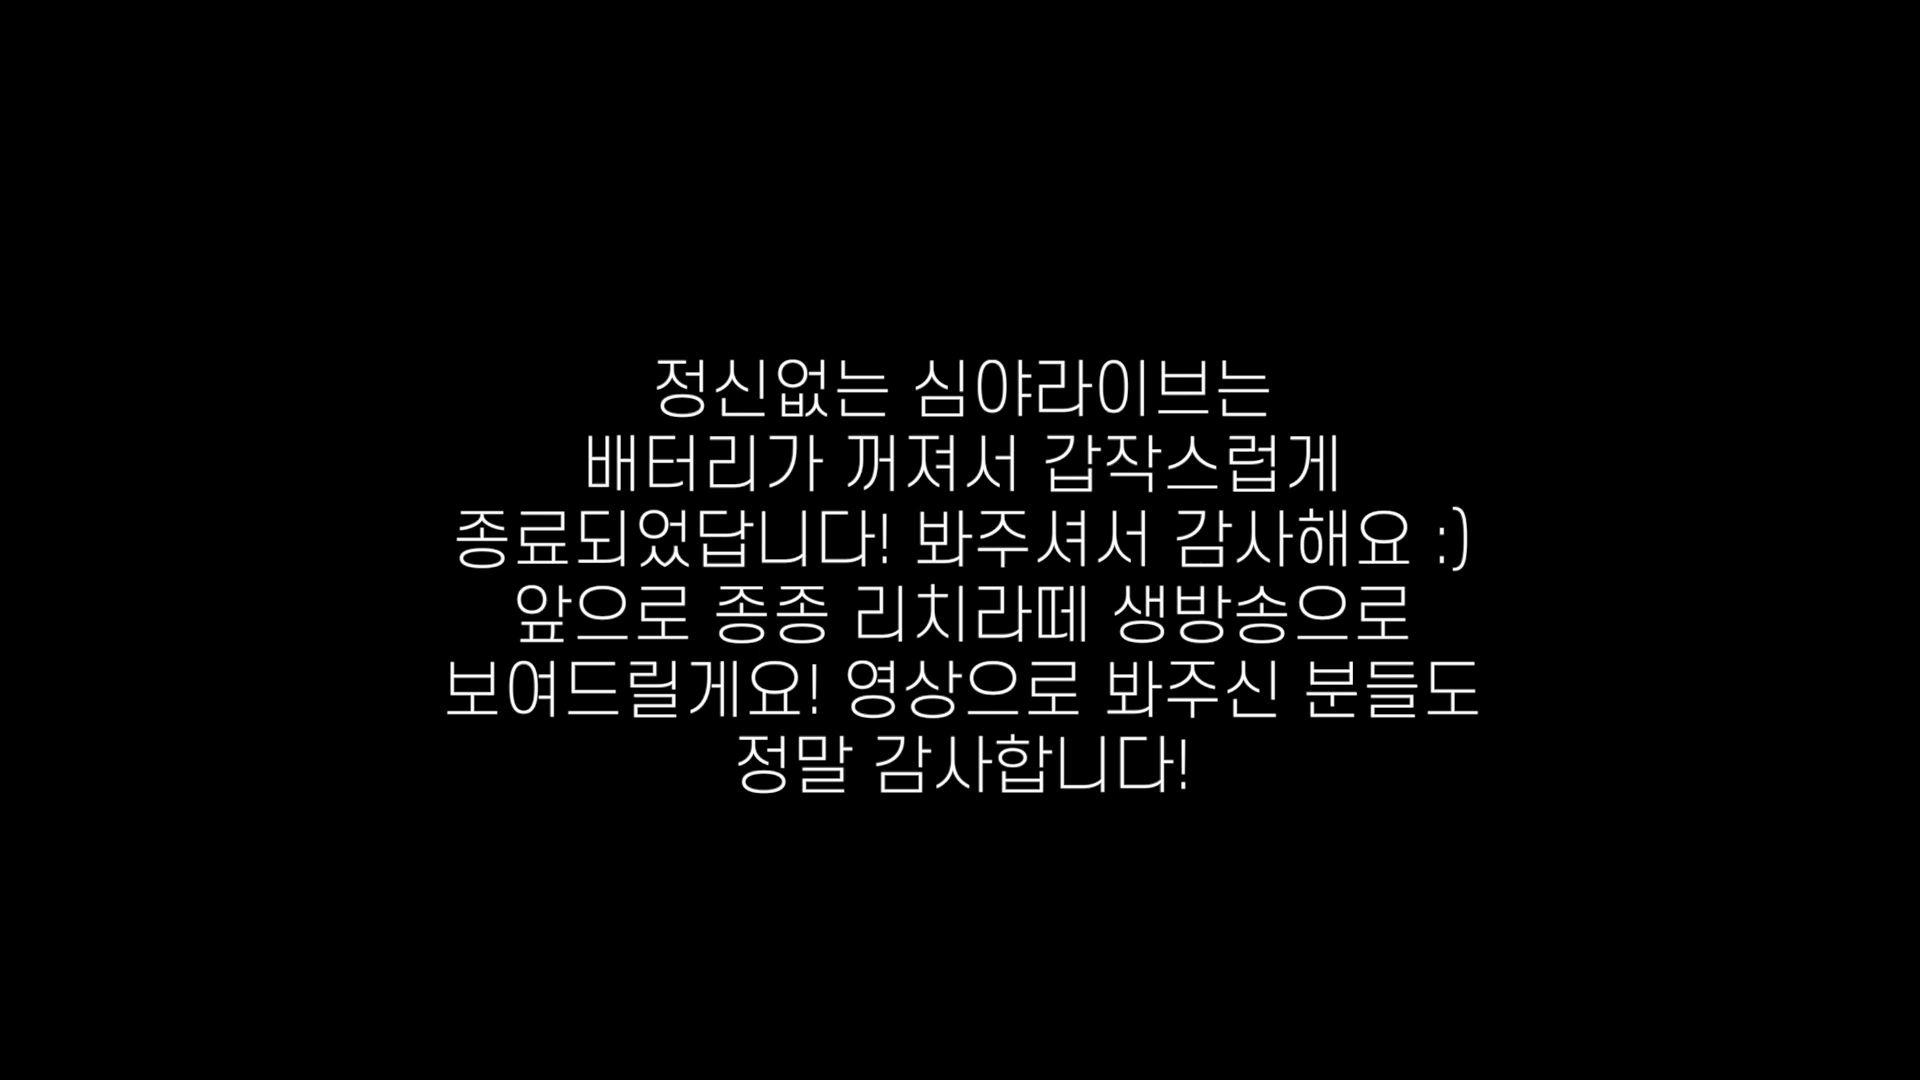 정신없는 심야라이브는
배터리가 꺼져서 갑작스럽게
종료되었답니다! 봐주셔서 감사해요 :)
앞으로 종종 리치라떼 생방송으로
보여드릴게요! 영상으로 봐주신 분들도
정말 감사합니다!